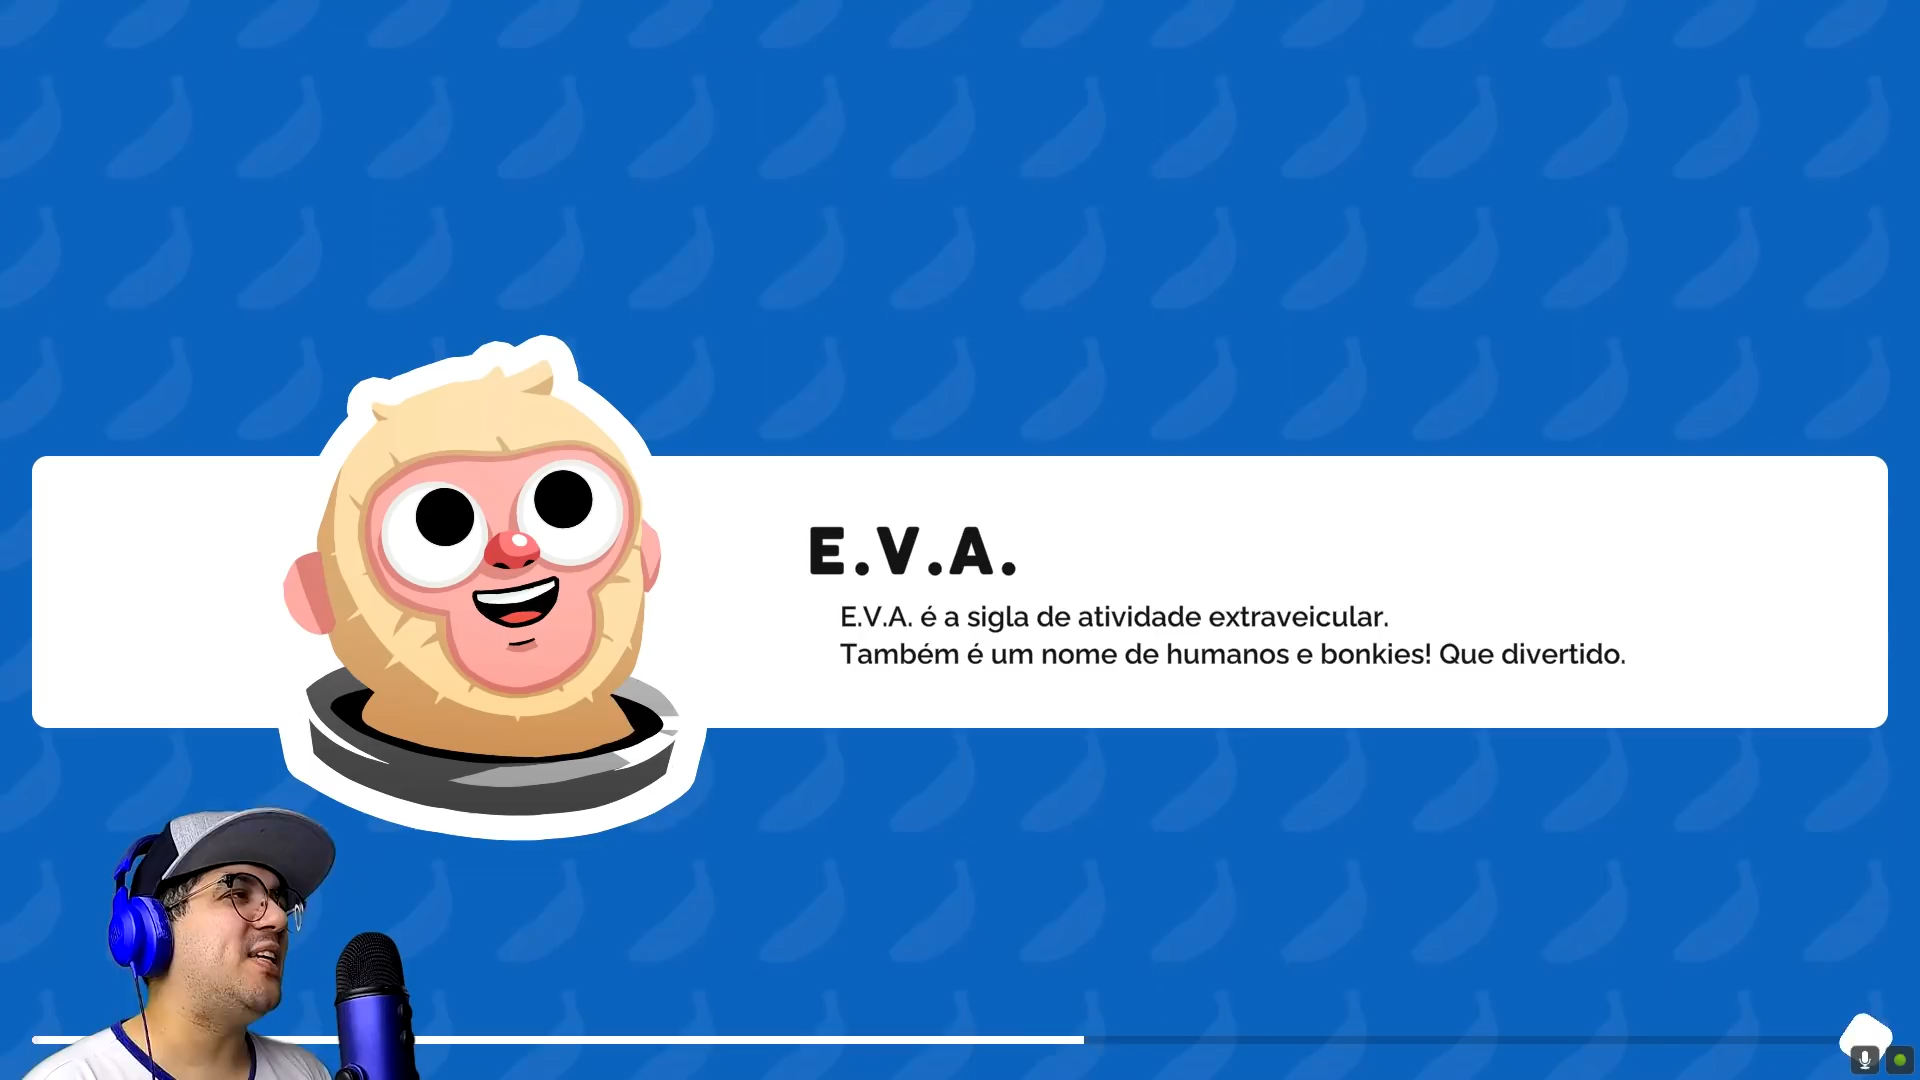 E.V.A.
E.V.A. é a sigla de atividade extraveicular.
Também é um nome de humanos e bonkies! Que divertido.